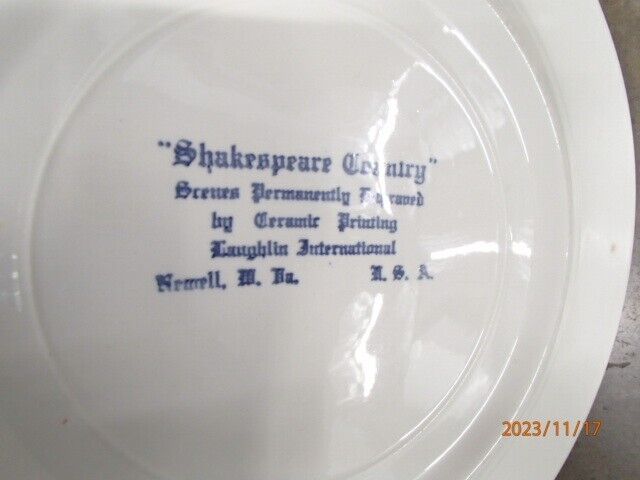 "Shakespeare Country"
Scenes Permanently Engraved
by Ceramic Printing
Laughlin International
Newell, W. Va. U. S. A.
2023/11/17